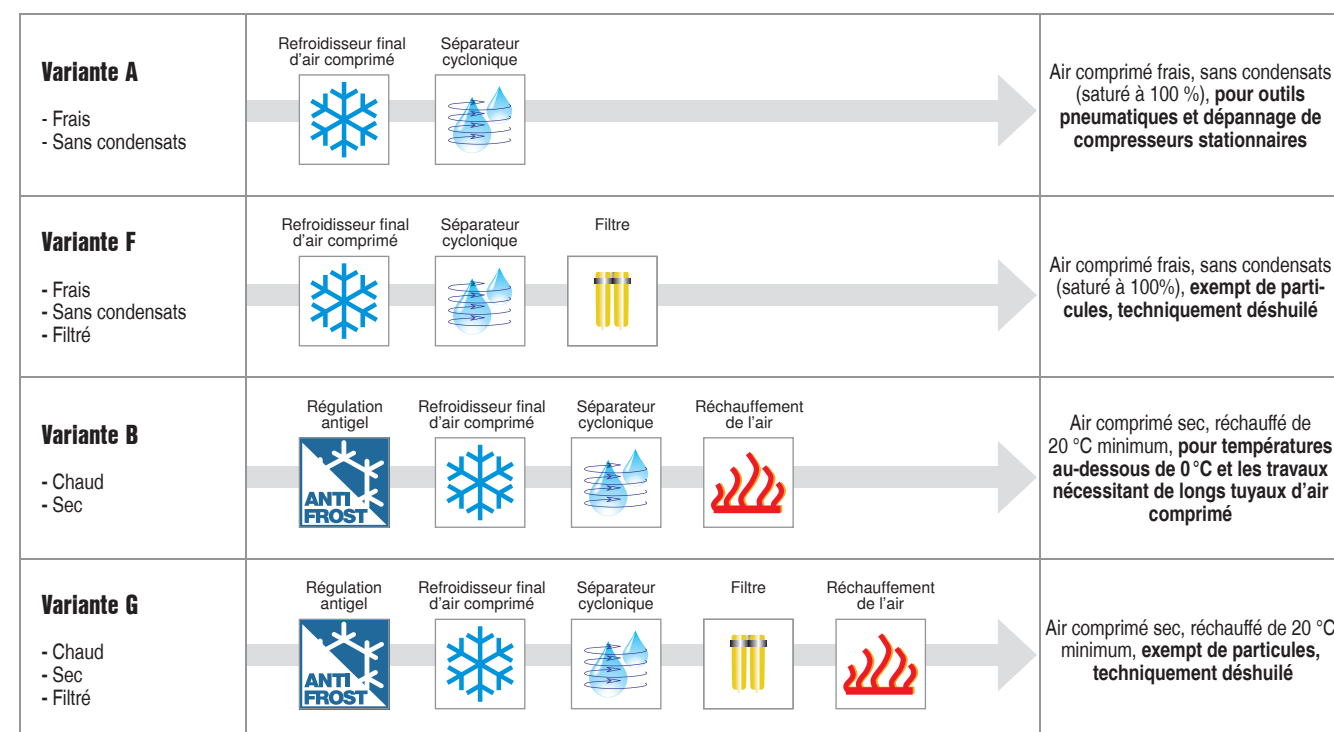 Variante A
- Frais
- Sans condensats
Refroidisseur final
d'air comprimé
Séparateur
cyclonique
Air comprimé frais, sans condensats
(saturé à 100 %), pour outils
pneumatiques et dépannage de
compresseurs stationnaires
Variante F
- Frais
- Sans condensats
- Filtré
Refroidisseur final
d'air comprimé
Séparateur
cyclonique
Filtre
Air comprimé frais, sans condensats
(saturé à 100%), exempt de parti-
cules, techniquement déshuilé
Variante B
- Chaud
- Sec
Régulation
antigel
ANTI
FROST
Refroidisseur final
d'air comprimé
Séparateur
cyclonique
Réchauffement
de l'air
Air comprimé sec, réchauffé de
20 °C minimum, pour températures
au-dessous de 0 °C et les travaux
nécessitant de longs tuyaux d'air
comprimé
Variante G
- Chaud
- Sec
- Filtré
Régulation
antigel
ANTI
FROST
Refroidisseur final
d'air comprimé
Séparateur
cyclonique
Filtre
Réchauffement
de l'air
Air comprimé sec, réchauffé de 20 °C
minimum, exempt de particules,
techniquement déshuilé